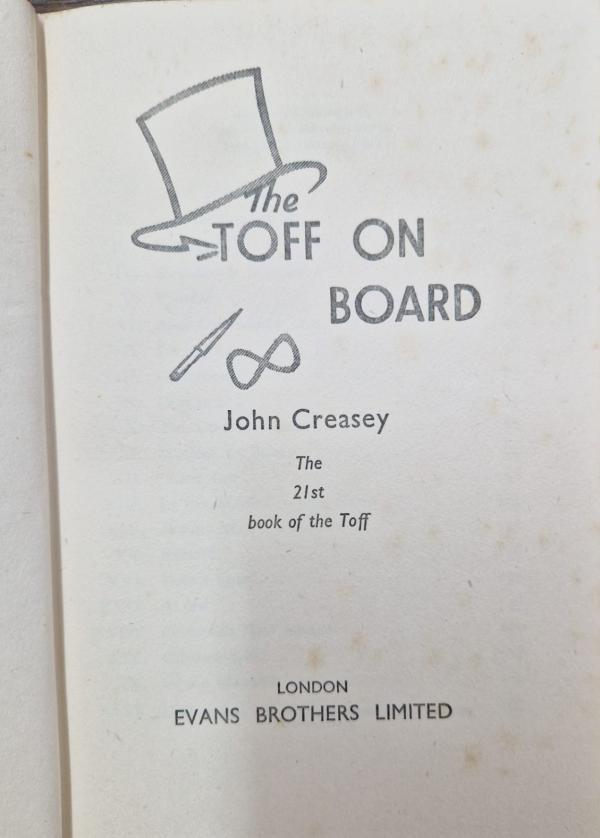 The
TOFF ON
BOARD
John Creasey
The
21st
book of the Toff
LONDON
EVANS BROTHERS LIMITED